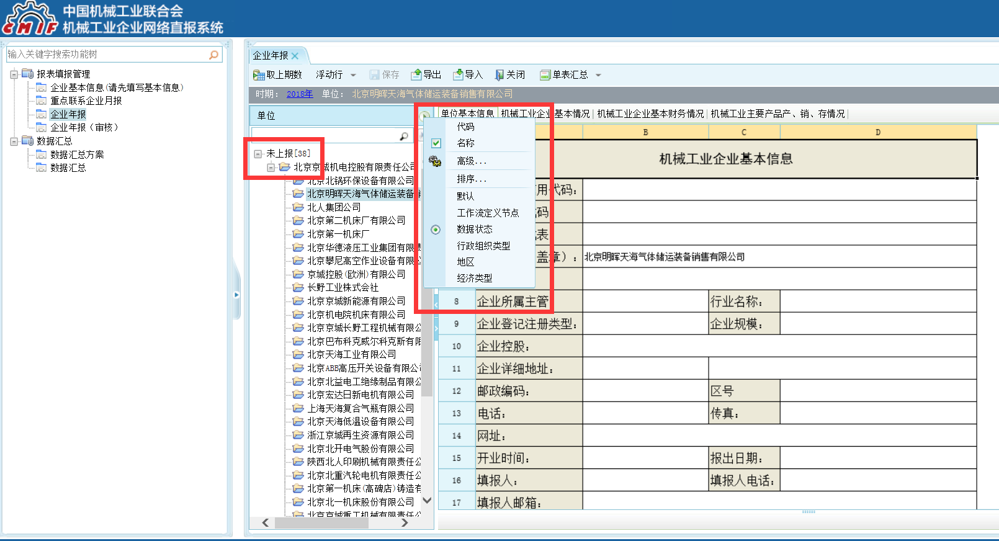 中国机械工业联合会
CMIF 机械工业企业网络直报系统
输入关键字搜索功能树
报表填报管理
企业基本信息(请先填写基本信息)
重点联系企业月报
企业年报
企业年报（审核）
数据汇总
数据汇总方案
数据汇总
企业年报
取上期数 浮动行 保存 导出 导入 关闭 单表汇总
时期： 2018年 单位： 北京明晖天海气体储运装备销售有限公司
单位
未上报[38]
北京京城机电控股有限责任公司
北京北锅环保设备有限公司
北京明晖天海气体储运装备销
北人集团公司
北京第二机床厂有限公司
北京第一机床厂
北京华德液压工业集团有限责
北京攀尼高空作业设备有限公
京城控股(欧洲)有限公司
长野工业株式会社
北京京城新能源有限公司
北京机电院机床有限公司
北京京城长野工程机械有限公
北京巴布科克威尔科克斯有限
北京天海工业有限公司
北京ABB高压开关设备有限公司
北京北益电工绝缘制品有限公
北京宏达日新电机有限公司
上海天海复合气瓶有限公司
北京天海低温设备有限公司
浙江京城再生资源有限公司
北京北开电气股份有限公司
陕西北人印刷机械有限责任公
北京北重汽轮电机有限责任公
北京第一机床(高碑店)铸造有
北京北一机床股份有限公司
北京京城重工机械有限责任公
代码
名称
高级...
排序...
默认
工作流定义节点
数据状态
行政组织类型
地区
经济类型
单位基本信息 机械工业企业基本情况 机械工业企业基本财务情况 机械工业主要产品产、销、存情况
B C D
机械工业企业基本信息
用代码：
码
表
盖章）： 北京明晖天海气体储运装备销售有限公司
8 企业所属主管 行业名称：
9 企业登记注册类型： 企业规模：
10 企业控股：
11 企业详细地址：
12 邮政编码： 区号
13 电话： 传真：
14 网址：
15 开业时间： 报出日期：
16 填报人： 填报人电话：
17 填报人邮箱：